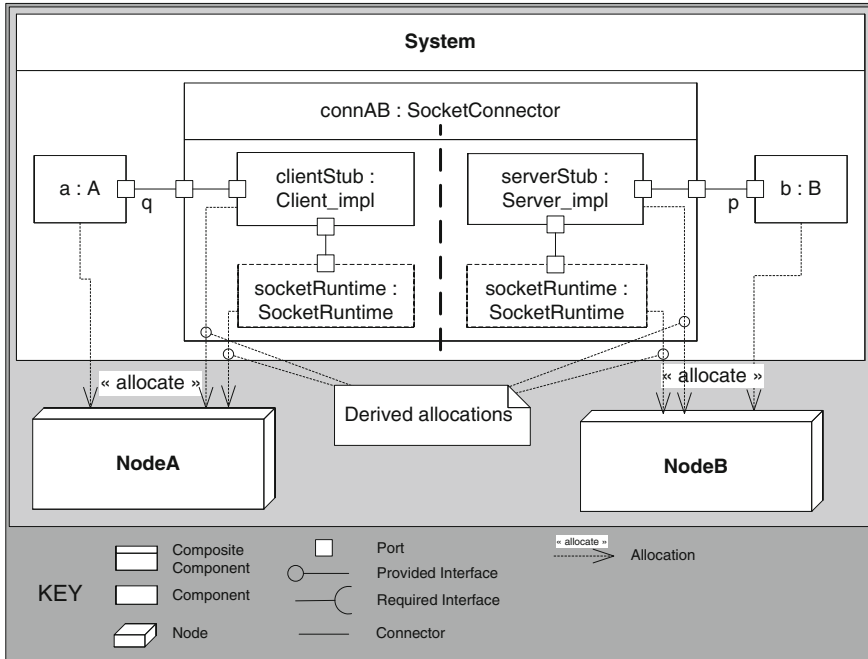 System
connAB : SocketConnector
a : A
q
clientStub :
Client_impl
serverStub :
Server_impl
p
b : B
socketRuntime :
SocketRuntime
socketRuntime :
SocketRuntime
« allocate »
« allocate »
Derived allocations
NodeA
NodeB
KEY
Composite
Component
Component
Node
Port
Provided Interface
Required Interface
Connector
« allocate »
Allocation